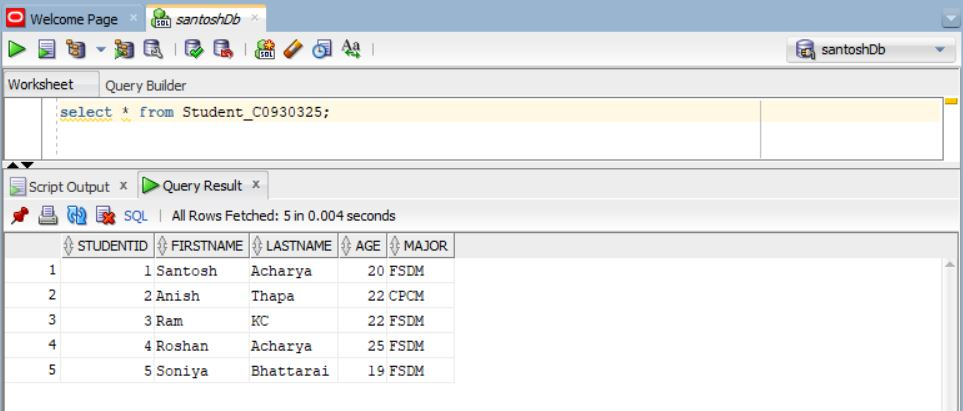 Welcome Page santoshDb
SQL Aa santoshDb
Worksheet Query Builder
select * from Student_C0930325;
Script Output x Query Result x
SQL | All Rows Fetched: 5 in 0.004 seconds
STUDENTID FIRSTNAME LASTNAME AGE MAJOR
1 1 Santosh Acharya 20 FSDM
2 2 Anish Thapa 22 CPCM
3 3 Ram KC 22 FSDM
4 4 Roshan Acharya 25 FSDM
5 5 Soniya Bhattarai 19 FSDM